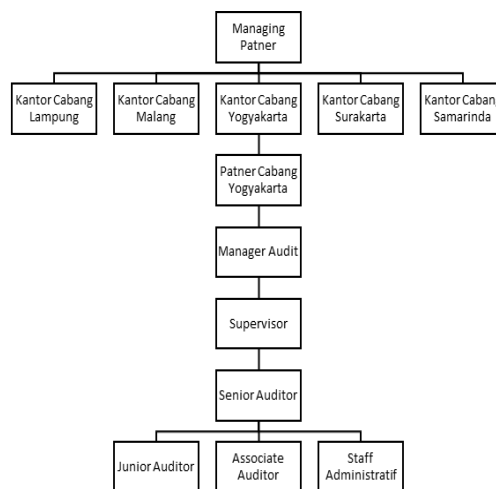 Managing
Patner
Kantor Cabang
Lampung
Kantor Cabang
Malang
Kantor Cabang
Yogyakarta
Kantor Cabang
Surakarta
Kantor Cabang
Samarinda
Patner Cabang
Yogyakarta
Manager Audit
Supervisor
Senior Auditor
Junior Auditor
Associate
Auditor
Staff
Administratif